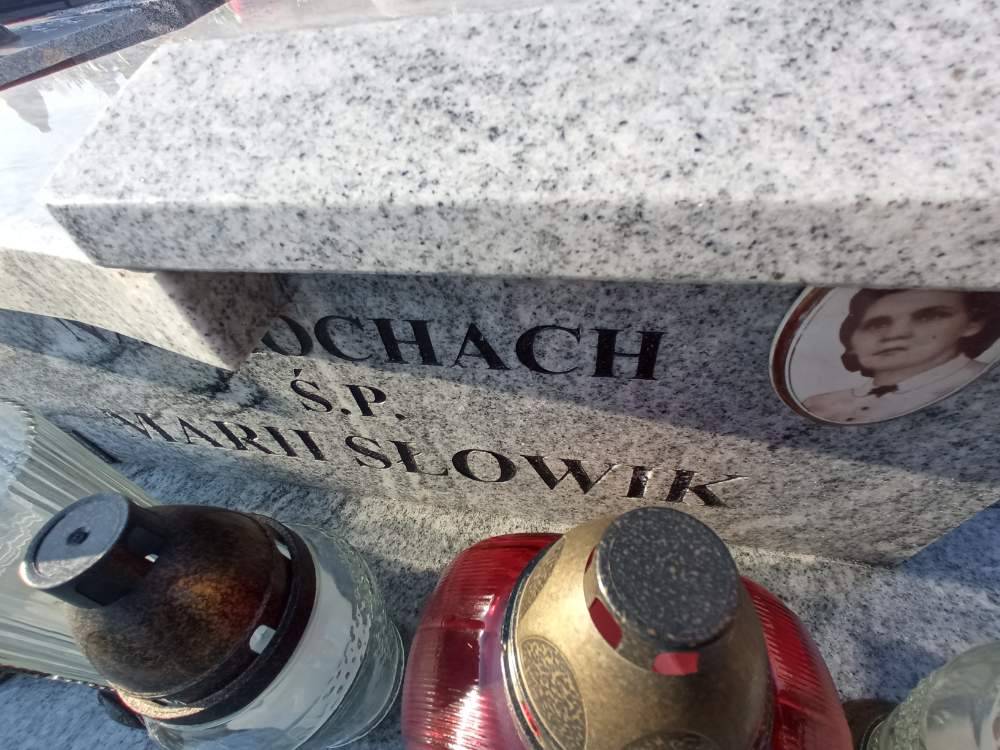 OCHACH
Ś.P.
MARII SŁOWIK